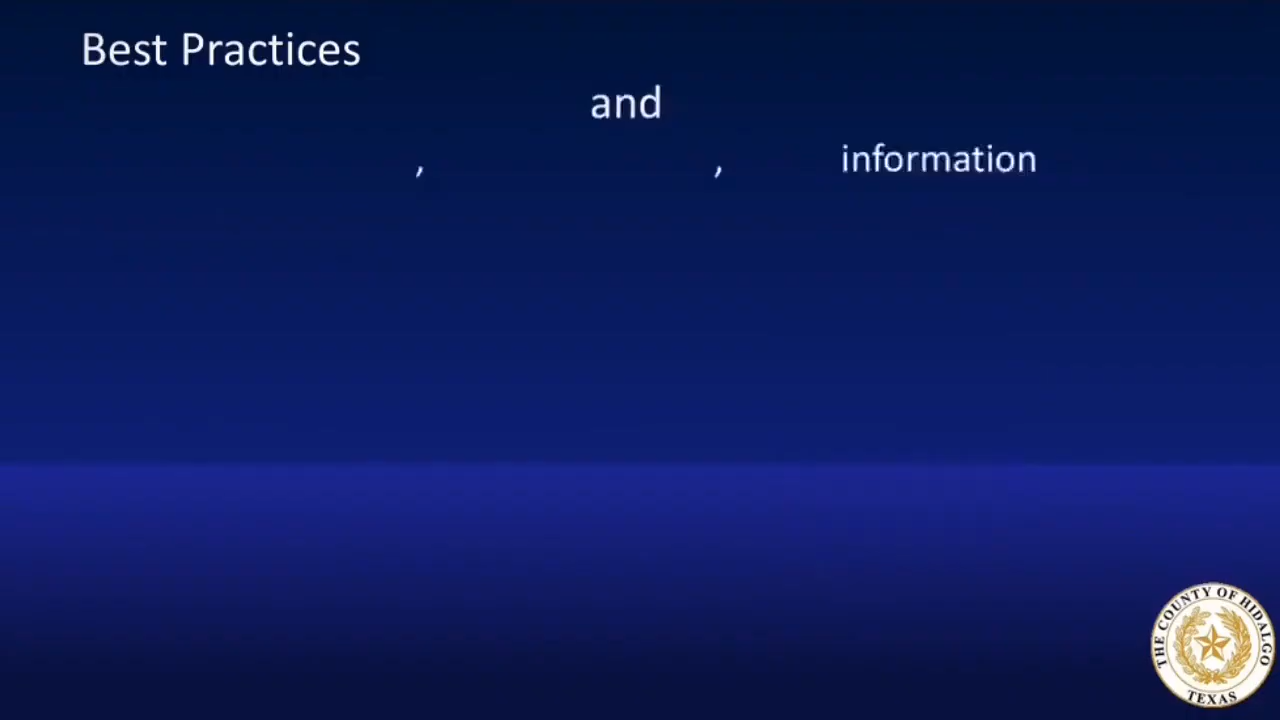 Best Practices
and
, , information
THE COUNTY OF HIDALGO
TEXAS